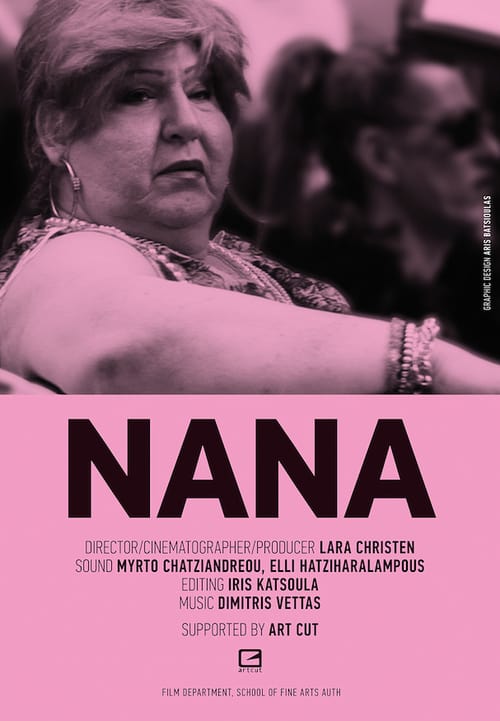 GRAPHIC DESIGN ARIS BATSIOULAS
NANA
DIRECTOR/CINEMATOGRAPHER/PRODUCER LARA CHRISTEN
SOUND MYRTO CHATZIANDREOU, ELLI HATZIHARALAMPOUS
EDITING IRIS KATSOULA
MUSIC DIMITRIS VETTAS
SUPPORTED BY ART CUT
artcut
FILM DEPARTMENT, SCHOOL OF FINE ARTS AUTH